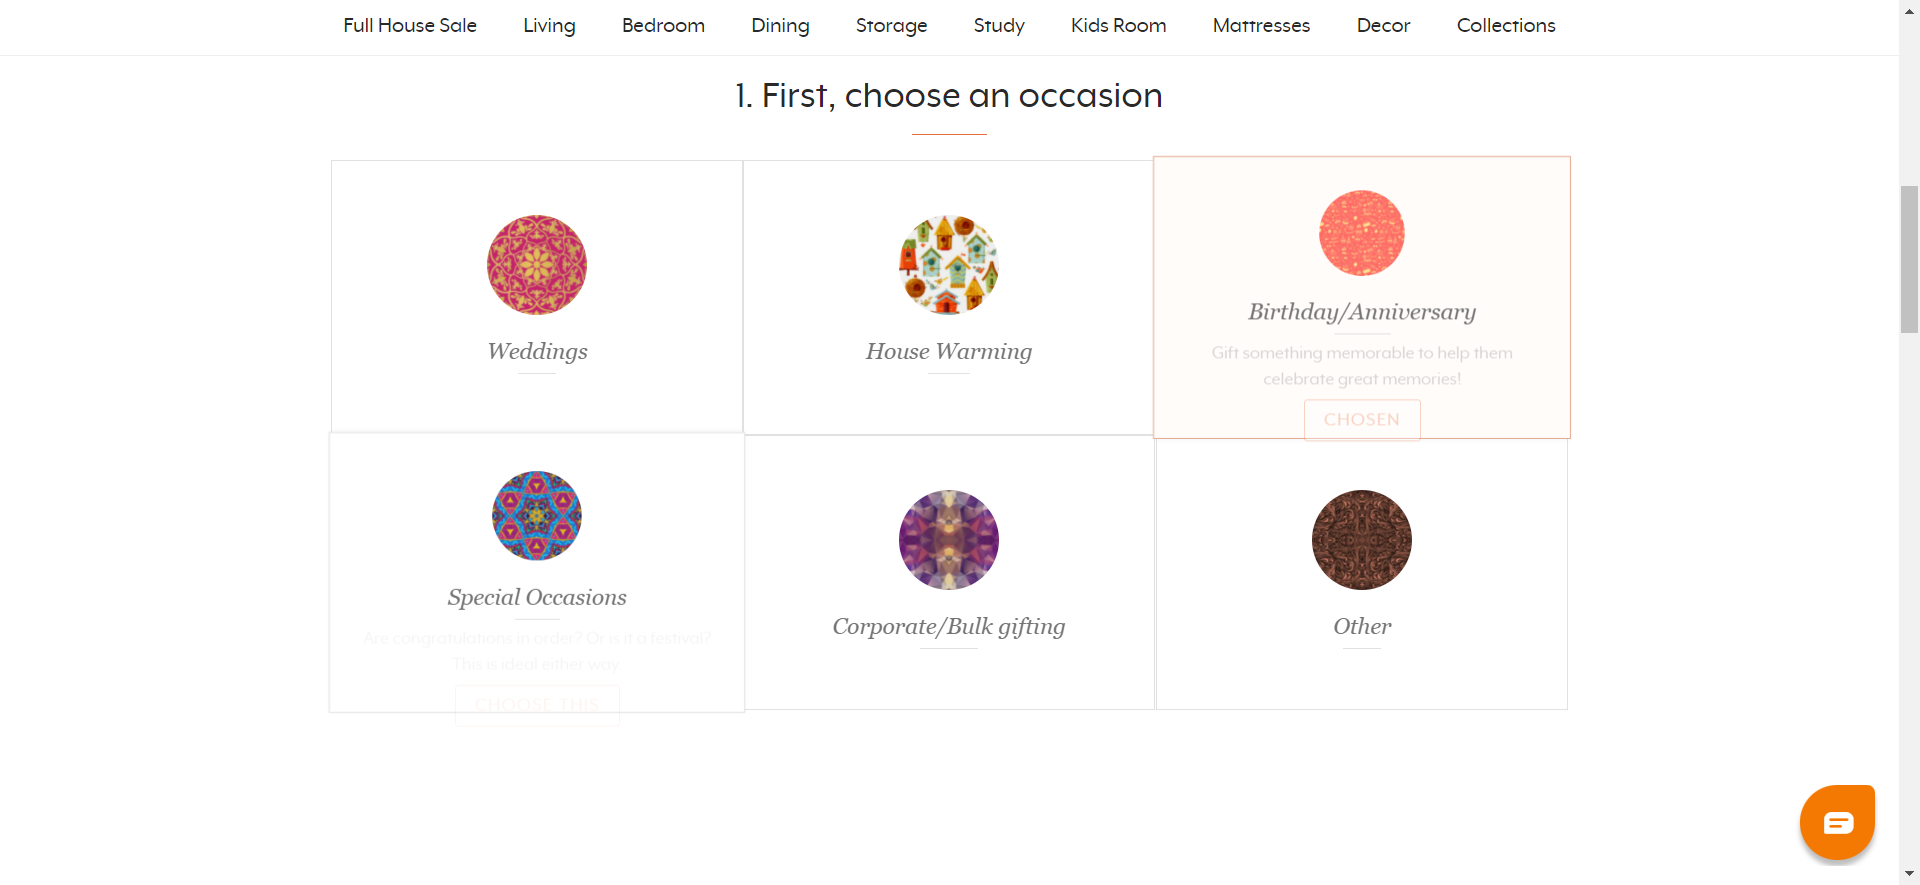 Full House Sale Living Bedroom Dining Storage Study Kids Room Mattresses Decor Collections
1. First, choose an occasion
Weddings
House Warming
Birthday/Anniversary
Gift something memorable to help them
celebrate great memories!
CHOSEN
Special Occasions
Are congratulations in order? Or is it a festival?
This is ideal either way.
CHOOSE THIS
Corporate/Bulk gifting
Other